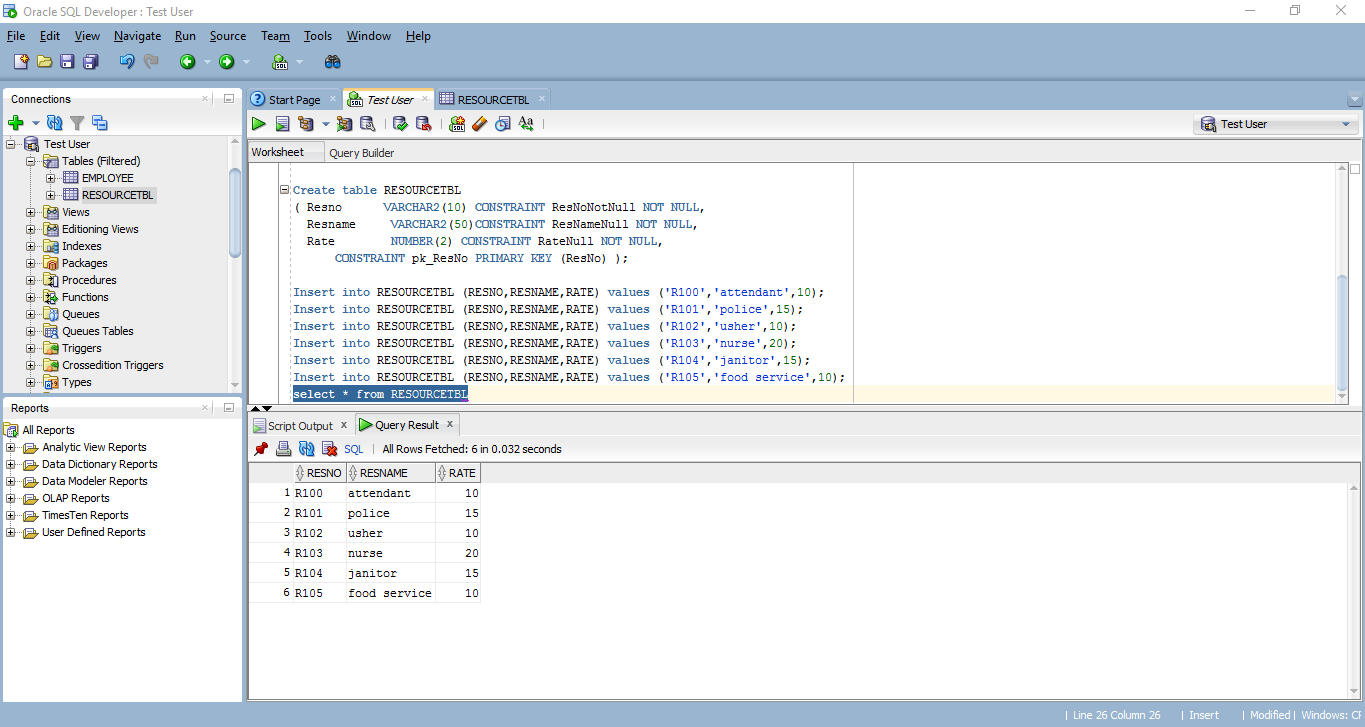 Oracle SQL Developer : Test User
File Edit View Navigate Run Source Team Tools Window Help
Connections
Test User
Tables (Filtered)
EMPLOYEE
RESOURCETBL
Views
Editioning Views
Indexes
Packages
Procedures
Functions
Queues
Queues Tables
Triggers
Crossedition Triggers
Types
Reports
All Reports
Analytic View Reports
Data Dictionary Reports
Data Modeler Reports
OLAP Reports
TimesTen Reports
User Defined Reports
Start Page Test User RESOURCETBL
Test User
Worksheet Query Builder
Create table RESOURCETBL
( Resno VARCHAR2(10) CONSTRAINT ResNoNotNull NOT NULL,
Resname VARCHAR2(50)CONSTRAINT ResNameNull NOT NULL,
Rate NUMBER(2) CONSTRAINT RateNull NOT NULL,
CONSTRAINT pk_ResNo PRIMARY KEY (ResNo) );
Insert into RESOURCETBL (RESNO,RESNAME,RATE) values ('R100','attendant',10);
Insert into RESOURCETBL (RESNO,RESNAME,RATE) values ('R101','police',15);
Insert into RESOURCETBL (RESNO,RESNAME,RATE) values ('R102','usher',10);
Insert into RESOURCETBL (RESNO,RESNAME,RATE) values ('R103','nurse',20);
Insert into RESOURCETBL (RESNO,RESNAME,RATE) values ('R104','janitor',15);
Insert into RESOURCETBL (RESNO,RESNAME,RATE) values ('R105','food service',10);
select * from RESOURCETBL
Script Output x Query Result x
SQL | All Rows Fetched: 6 in 0.032 seconds
RESNO RESNAME RATE
1 R100 attendant 10
2 R101 police 15
3 R102 usher 10
4 R103 nurse 20
5 R104 janitor 15
6 R105 food service 10
| Line 26 Column 26 | Insert | Modified | Windows: CR